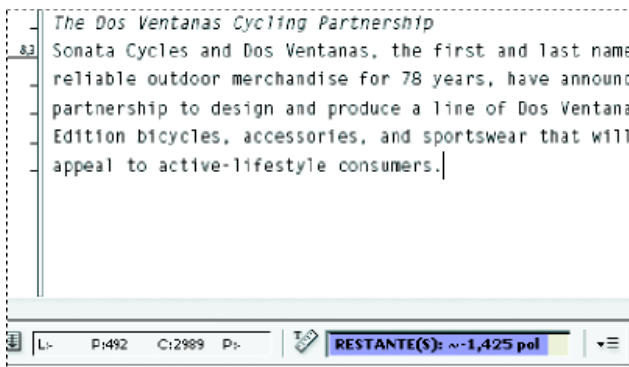 The Dos Ventanas Cycling Partnership
8,3 Sonata Cycles and Dos Ventanas, the first and last name
reliable outdoor merchandise for 78 years, have announc
partnership to design and produce a line of Dos Ventana
Edition bicycles, accessories, and sportswear that will
appeal to active-lifestyle consumers.
L:- P:492 C:2989 P:- RESTANTE(S): ~-1,425 pol